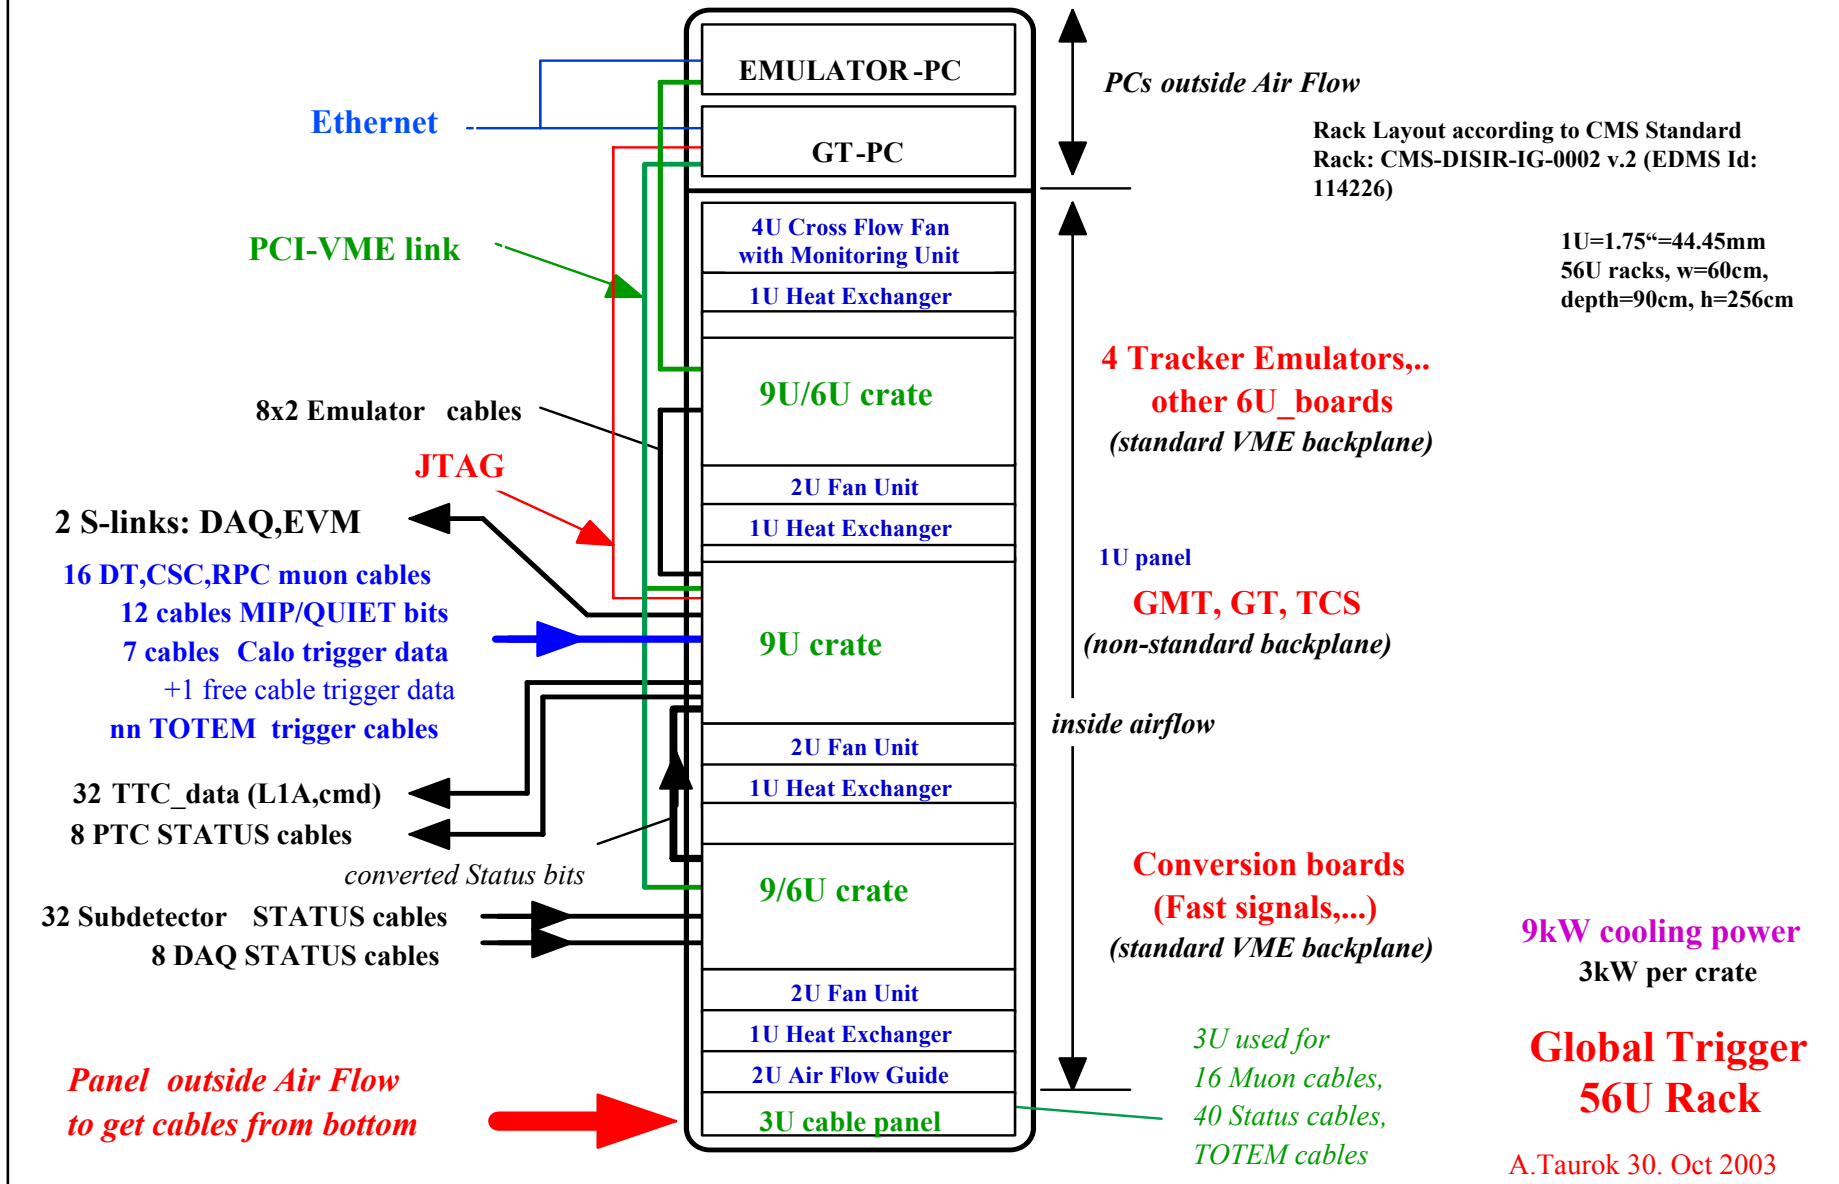 EMULATOR-PC
PCs outside Air Flow
Ethernet
GT-PC
Rack Layout according to CMS Standard
Rack: CMS-DISIR-IG-0002 v.2 (EDMS Id:
114226)
4U Cross Flow Fan
with Monitoring Unit
PCI-VME link
1U Heat Exchanger
1U=1.75“=44.45mm
56U racks, w=60cm,
depth=90cm, h=256cm
9U/6U crate
4 Tracker Emulators,..
other 6U_boards
(standard VME backplane)
8x2 Emulator cables
JTAG
2U Fan Unit
1U Heat Exchanger
2 S-links: DAQ,EVM
1U panel
16 DT,CSC,RPC muon cables
12 cables MIP/QUIET bits
7 cables Calo trigger data
+1 free cable trigger data
nn TOTEM trigger cables
9U crate
GMT, GT, TCS
(non-standard backplane)
inside airflow
2U Fan Unit
1U Heat Exchanger
32 TTC_data (L1A,cmd)
8 PTC STATUS cables
converted Status bits
9/6U crate
Conversion boards
(Fast signals,...)
(standard VME backplane)
32 Subdetector STATUS cables
8 DAQ STATUS cables
9kW cooling power
3kW per crate
2U Fan Unit
1U Heat Exchanger
2U Air Flow Guide
3U cable panel
Panel outside Air Flow
to get cables from bottom
3U used for
16 Muon cables,
40 Status cables,
TOTEM cables
Global Trigger
56U Rack
A.Taurok 30. Oct 2003